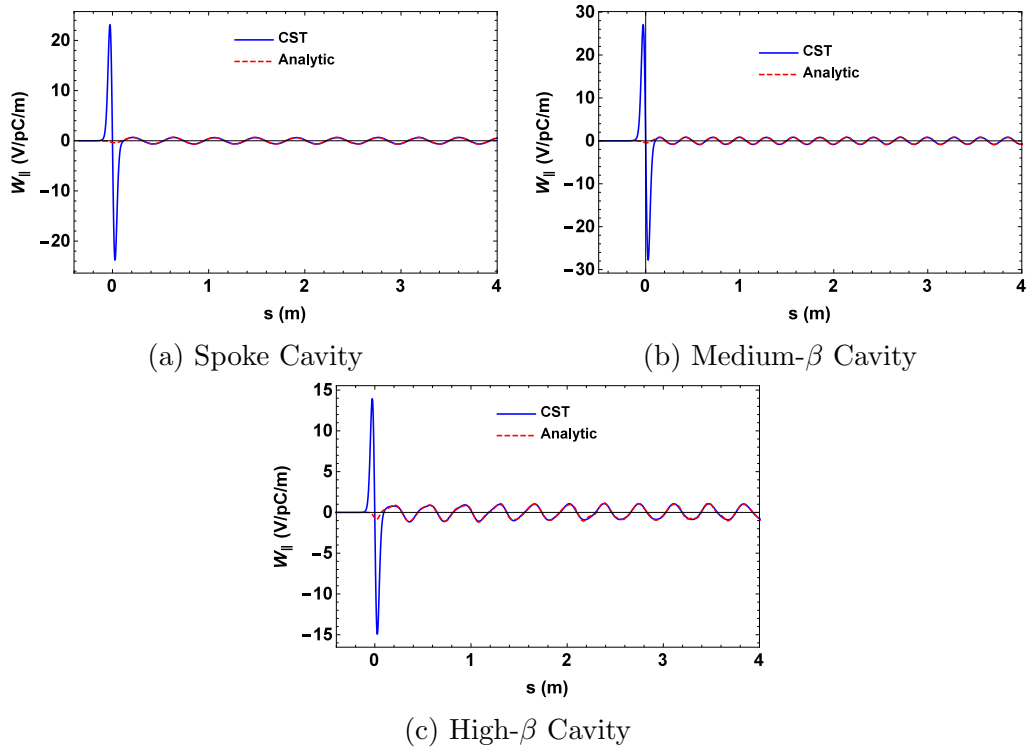 CST
Analytic
W∥ (V/pC/m)
20
10
0
−10
−20
0 1 2 3 4
s (m)
(a) Spoke Cavity
CST
Analytic
W∥ (V/pC/m)
30
20
10
0
−10
−20
−30
0 1 2 3 4
s (m)
(b) Medium-β Cavity
CST
Analytic
W∥ (V/pC/m)
15
10
5
0
−5
−10
−15
0 1 2 3 4
s (m)
(c) High-β Cavity